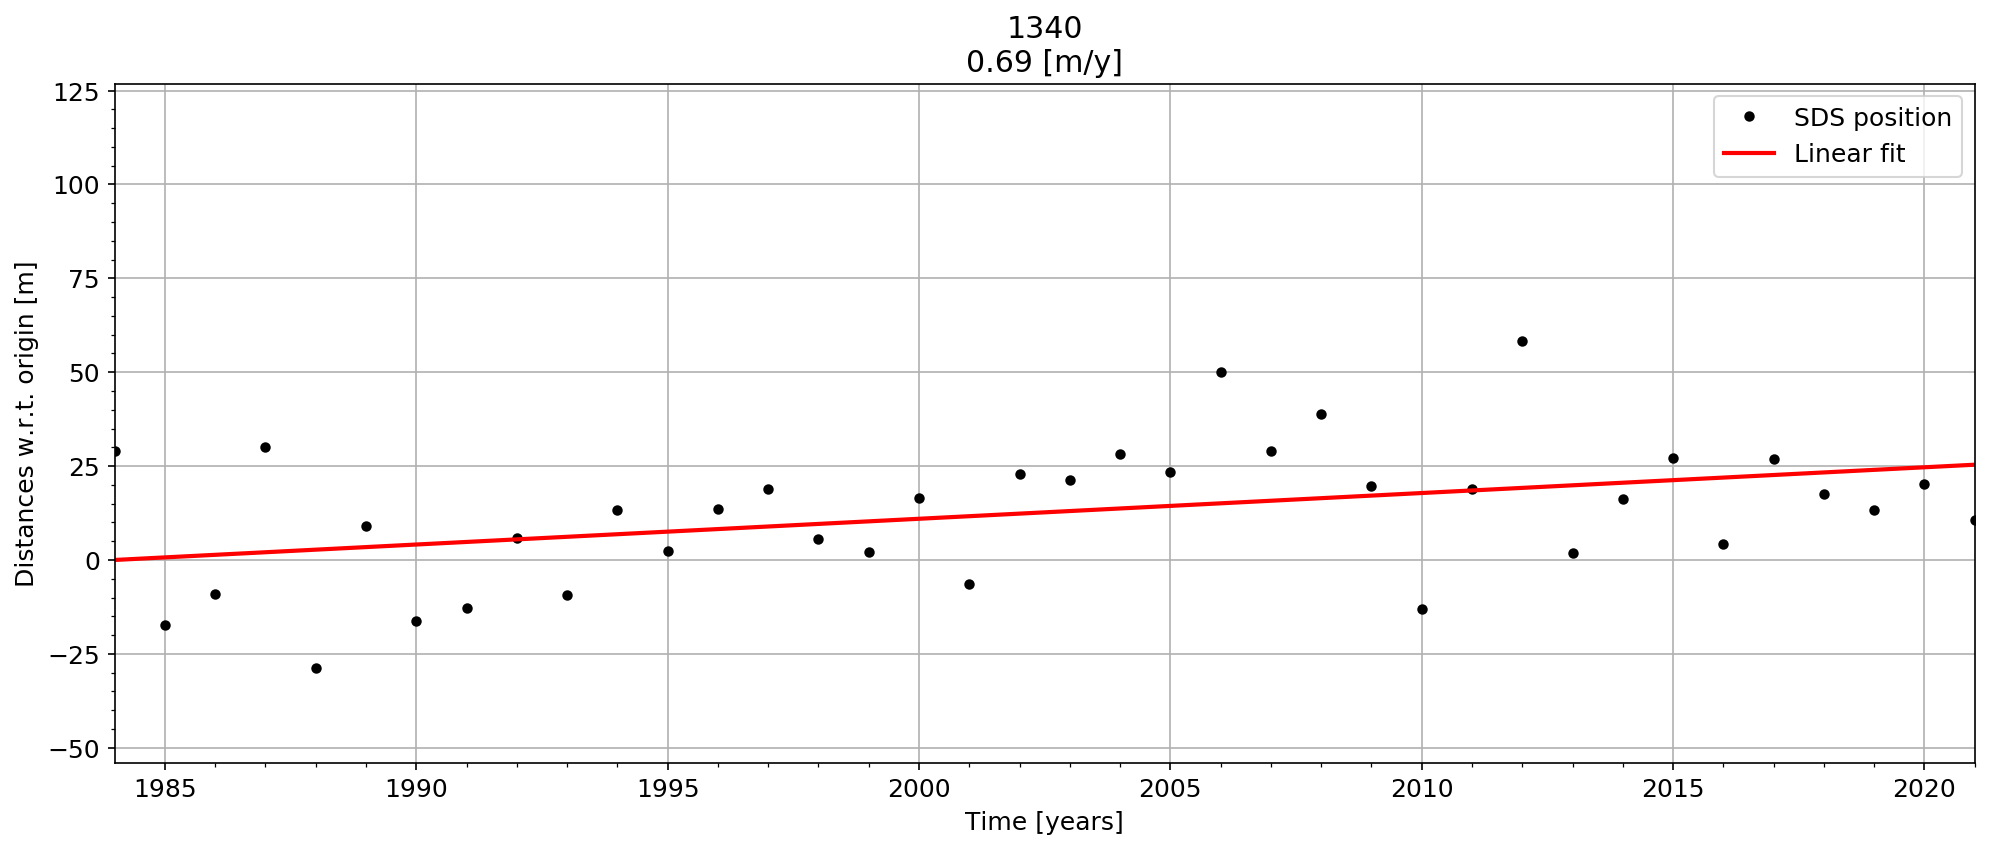 1340
0.69 [m/y]
SDS position
Linear fit
Distances w.r.t. origin [m]
125
100
75
50
25
0
−25
−50
1985 1990 1995 2000 2005 2010 2015 2020
Time [years]